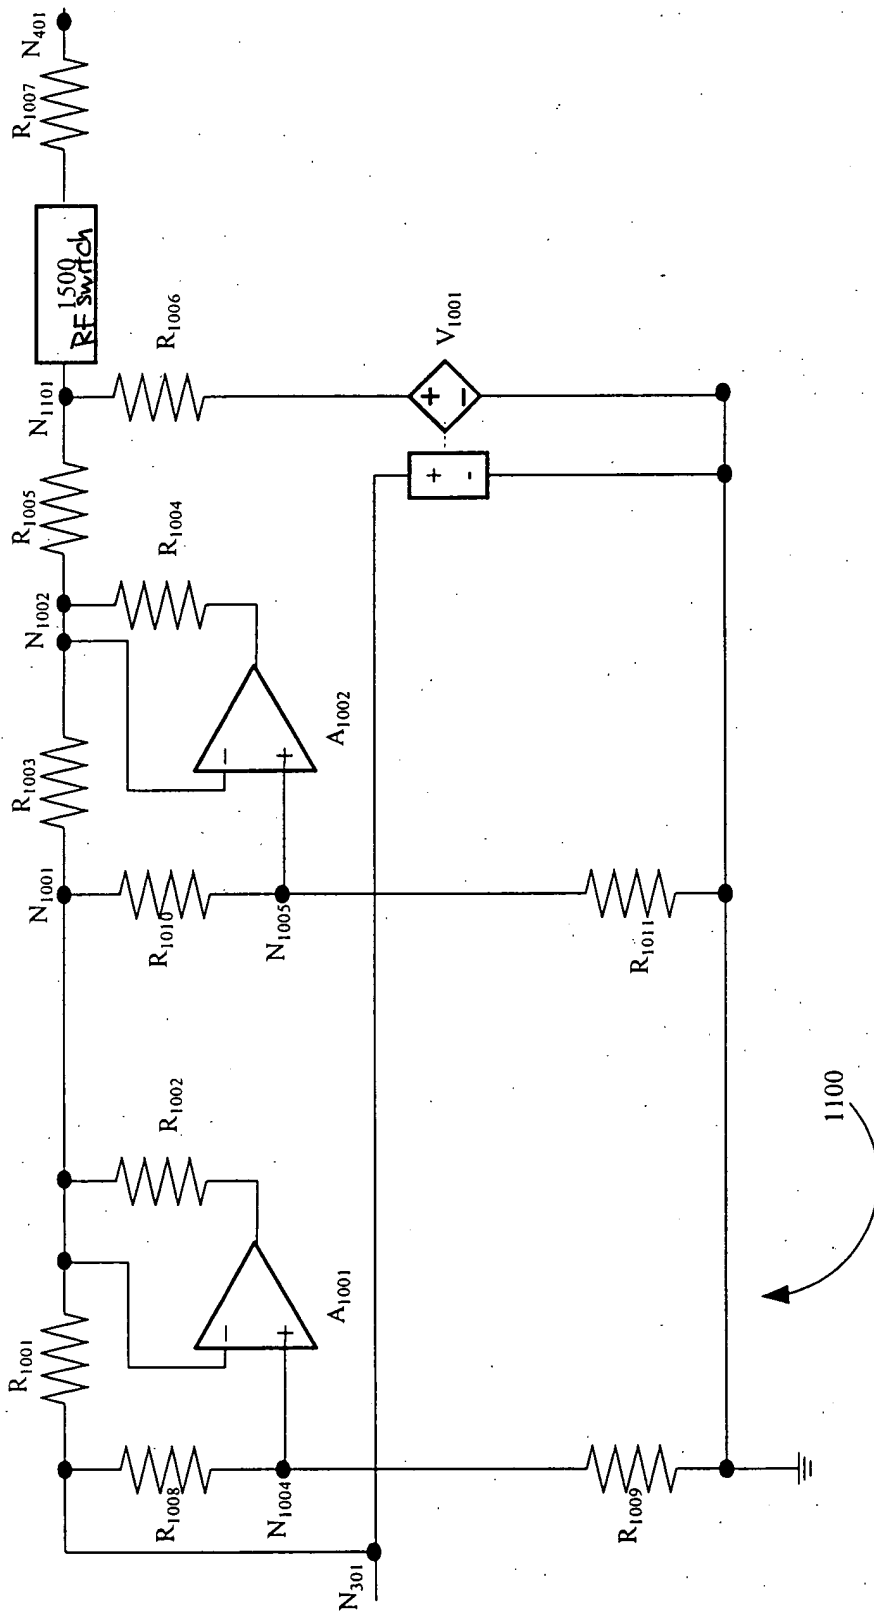 R1001
R1003
N1002
R1005
N1101
1500
RF switch
R1007
N401
N1001
R1008
R1002
R1010
R1004
R1006
N1004
N1005
−
+
A1001
−
+
A1002
N301
+
-
+
−
V1001
R1009
R1011
1100